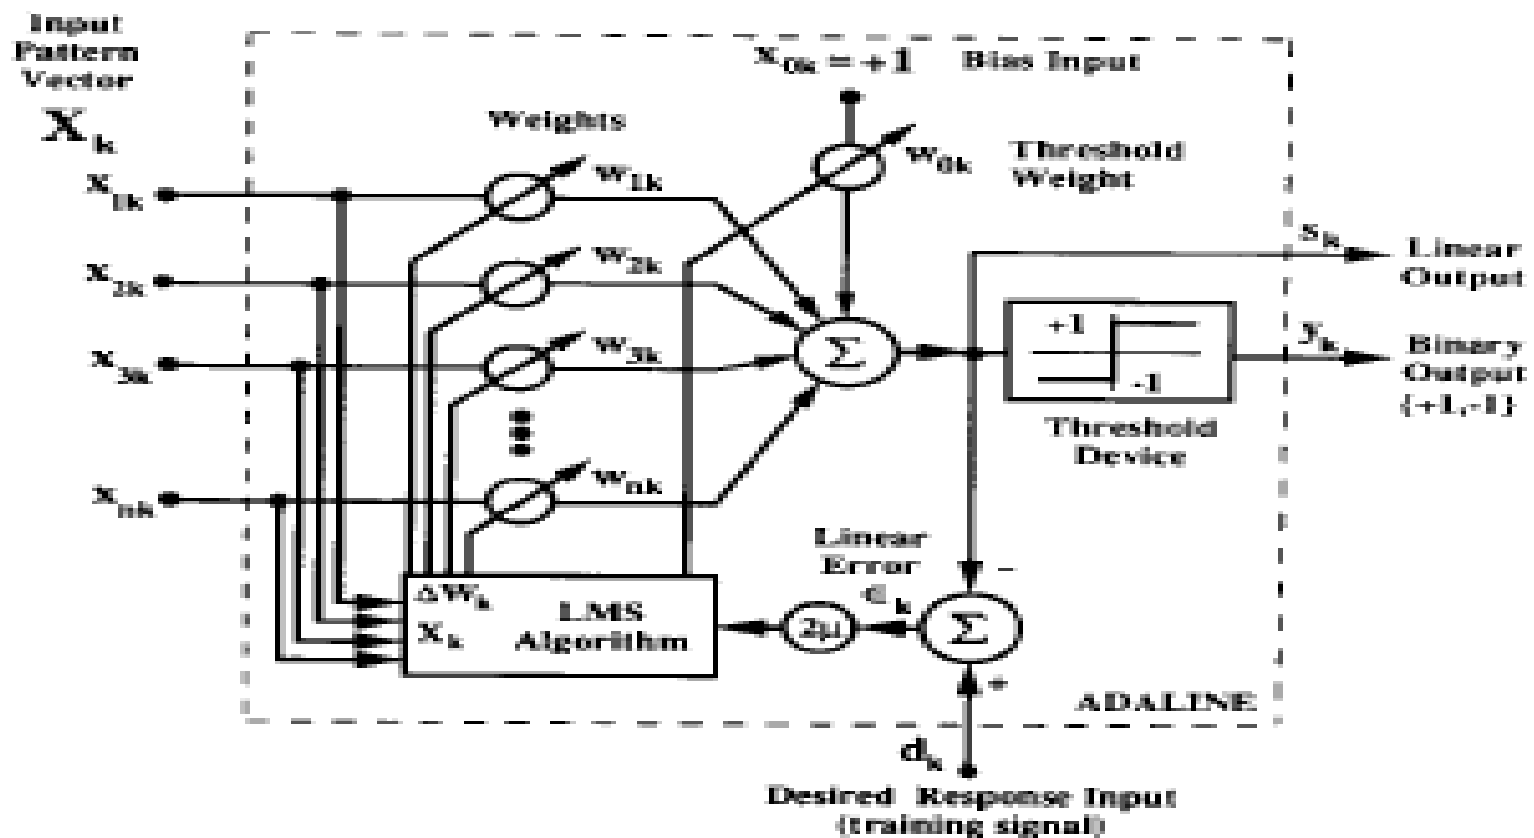 Input
Pattern
Vector
X_k
x_1k
x_2k
x_3k
x_nk
Weights
w_1k
w_2k
w_3k
w_nk
x_0k = +1 Bias Input
w_0k
Threshold
Weight
Σ
s_k
Linear
Output
+1
-1
Threshold
Device
y_k
Binary
Output
{+1,-1}
ΔW_k
X_k
LMS
Algorithm
2μ
Linear
Error
ϵ_k
Σ
−
+
ADALINE
d_k
Desired Response Input
(training signal)